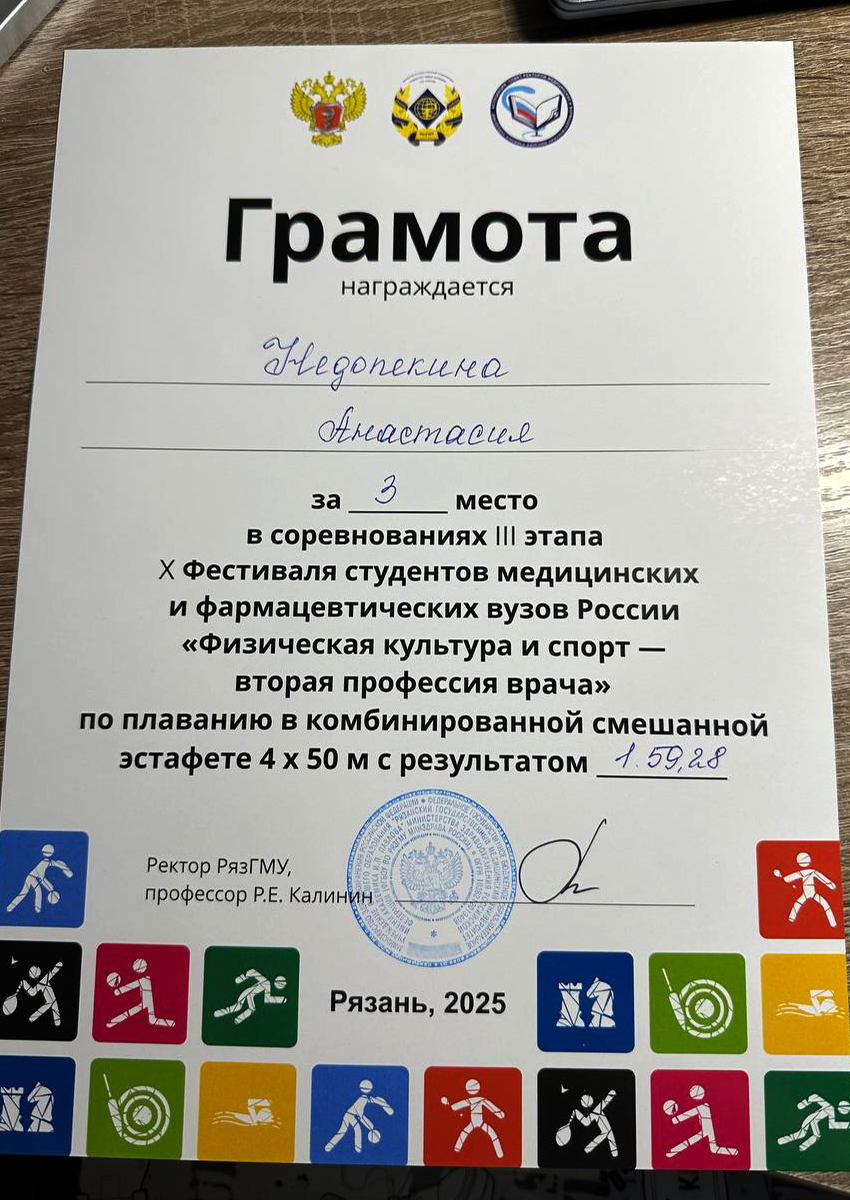 Грамота
награждается
Недопекина
Анастасия
за 3 место
в соревнованиях III этапа
X Фестиваля студентов медицинских
и фармацевтических вузов России
«Физическая культура и спорт —
вторая профессия врача»
по плаванию в комбинированной смешанной
эстафете 4 x 50 м с результатом 1.59,28
Ректор РязГМУ,
профессор Р.Е. Калинин
Рязань, 2025